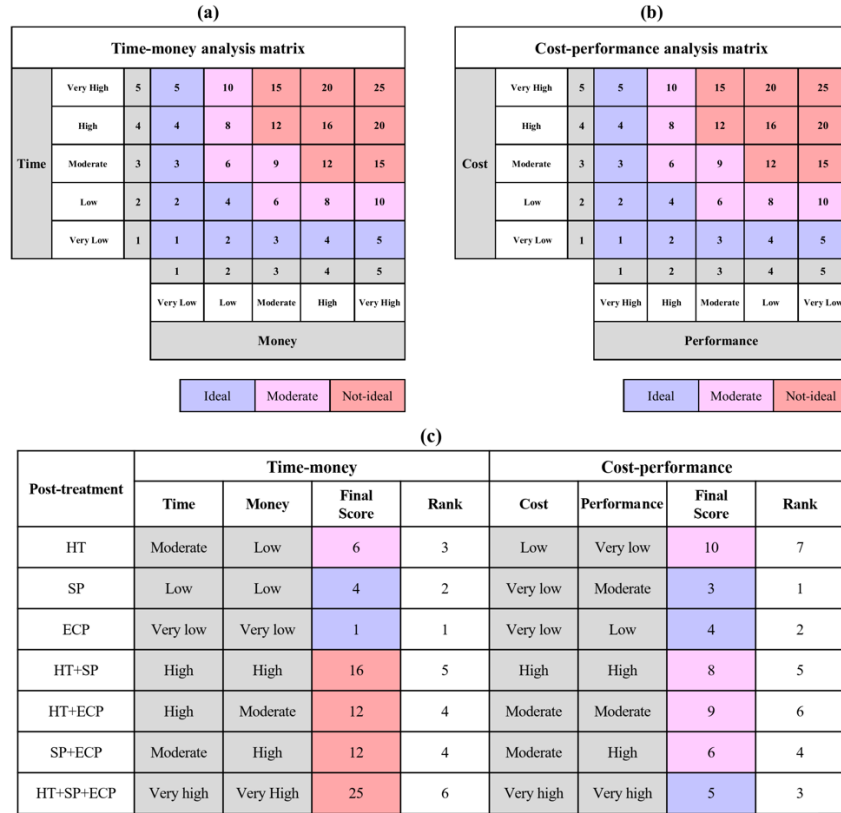 (a)
Time-money analysis matrix
Time
Very High 5 5 10 15 20 25
High 4 4 8 12 16 20
Moderate 3 3 6 9 12 15
Low 2 2 4 6 8 10
Very Low 1 1 2 3 4 5
1 2 3 4 5
Very Low Low Moderate High Very High
Money
Ideal Moderate Not-ideal
(b)
Cost-performance analysis matrix
Cost
Very High 5 5 10 15 20 25
High 4 4 8 12 16 20
Moderate 3 3 6 9 12 15
Low 2 2 4 6 8 10
Very Low 1 1 2 3 4 5
1 2 3 4 5
Very High High Moderate Low Very Low
Performance
Ideal Moderate Not-ideal
(c)
Post-treatment Time-money Cost-performance
Time Money Final Score Rank Cost Performance Final Score Rank
HT Moderate Low 6 3 Low Very low 10 7
SP Low Low 4 2 Very low Moderate 3 1
ECP Very low Very low 1 1 Very low Low 4 2
HT+SP High High 16 5 High High 8 5
HT+ECP High Moderate 12 4 Moderate Moderate 9 6
SP+ECP Moderate High 12 4 Moderate High 6 4
HT+SP+ECP Very high Very High 25 6 Very high Very high 5 3